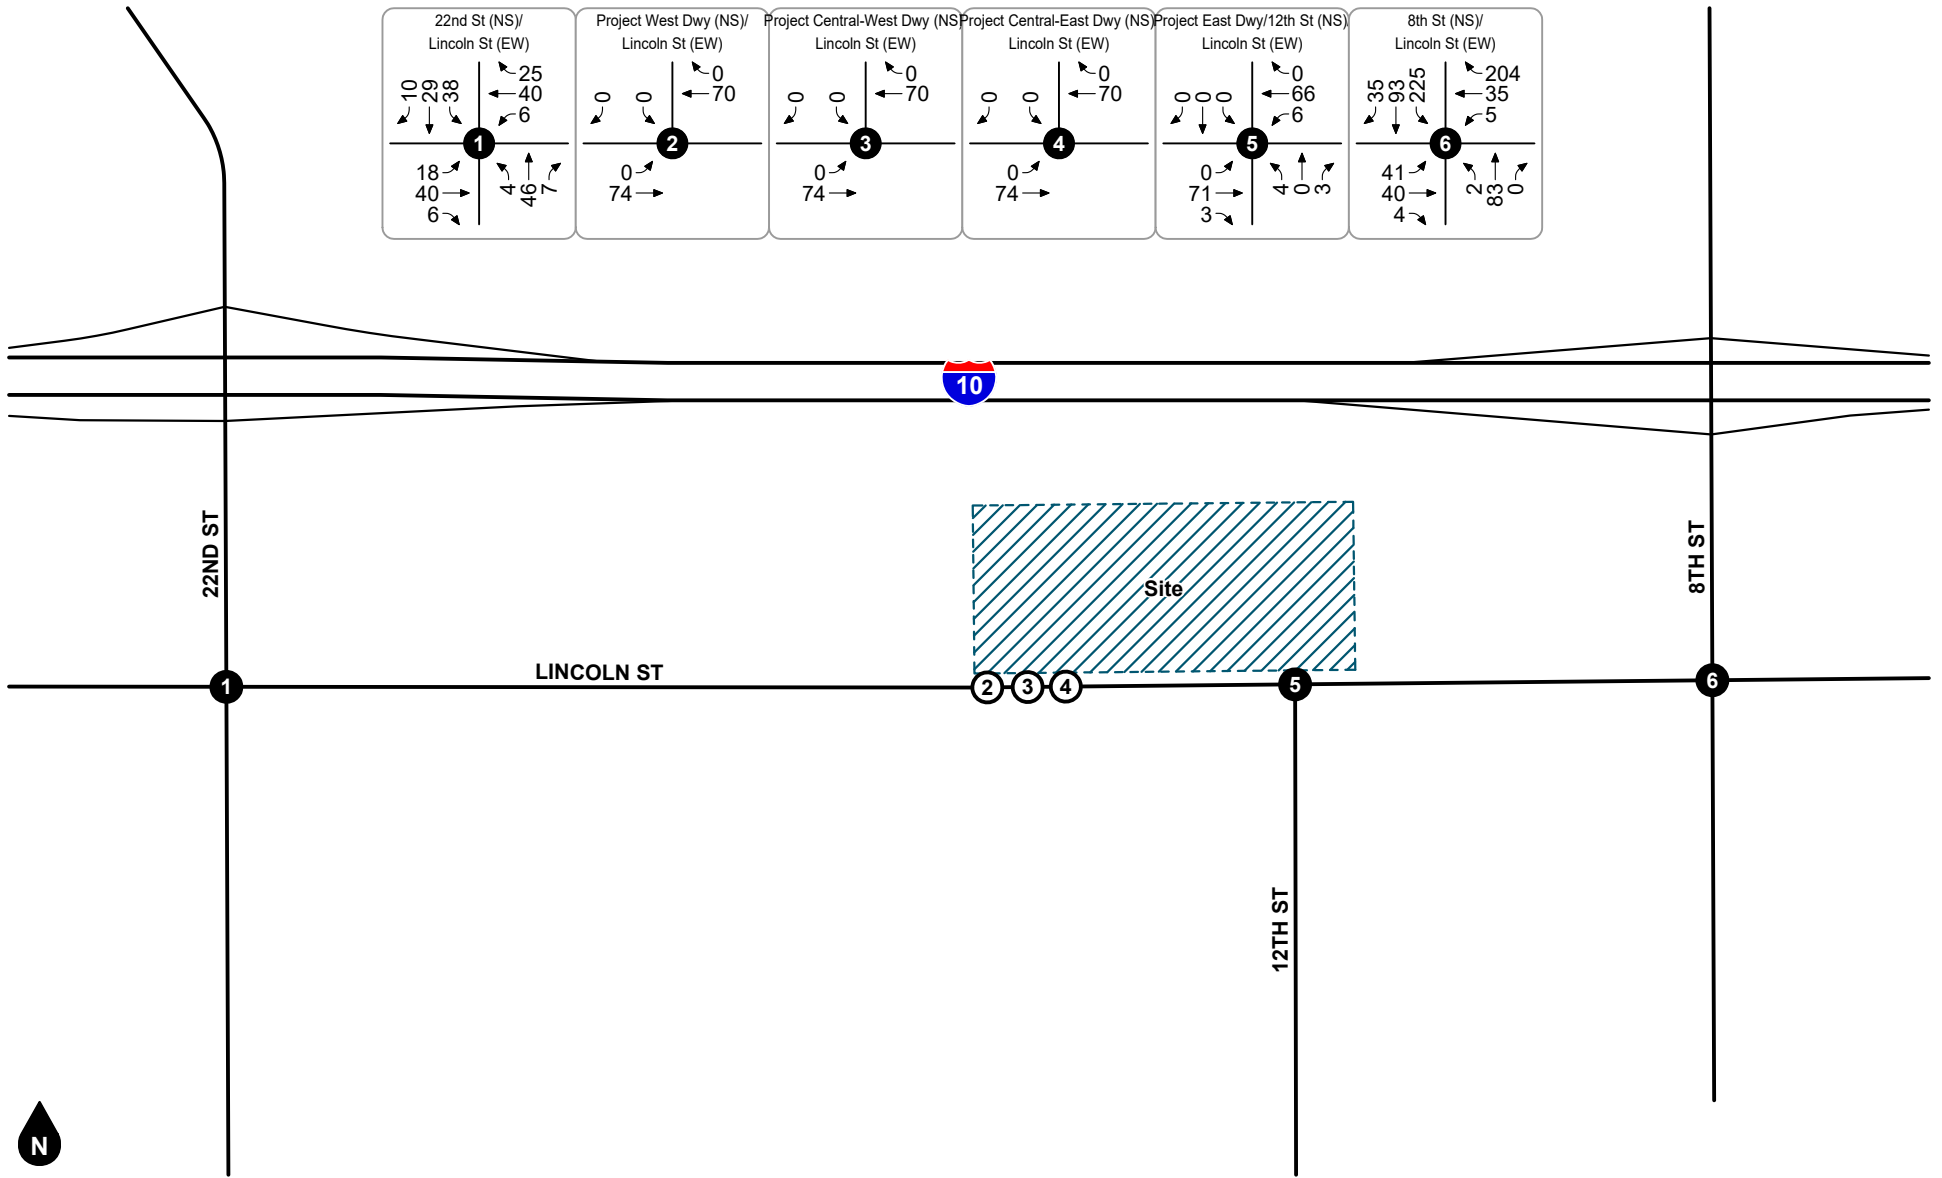 22nd St (NS)/
Lincoln St (EW)
10 29 38
25
40
6
1
18
40
6
4 46 7
Project West Dwy (NS)/
Lincoln St (EW)
0 0
0
70
2
0
74
Project Central-West Dwy (NS)
Lincoln St (EW)
0 0
0
70
3
0
74
Project Central-East Dwy (NS)
Lincoln St (EW)
0 0
0
70
4
0
74
Project East Dwy/12th St (NS)
Lincoln St (EW)
0 0 0
0
66
6
5
0
71
3
4 0 3
8th St (NS)/
Lincoln St (EW)
35 93 225
204
35
5
6
41
40
4
2 83 0
10
22ND ST
8TH ST
Site
LINCOLN ST
1
2
3
4
5
6
12TH ST
N